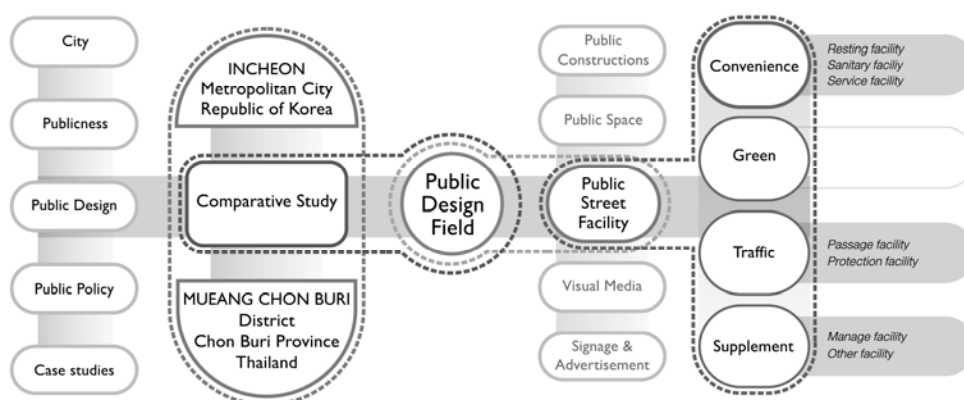 City
Publicness
Public Design
Public Policy
Case studies
INCHEON
Metropolitan City
Republic of Korea
Comparative Study
MUEANG CHON BURI
District
Chon Buri Province
Thailand
Public
Design
Field
Public
Constructions
Public Space
Public
Street
Facility
Visual Media
Signage &
Advertisement
Convenience
Green
Traffic
Supplement
Resting facility
Sanitary faciliy
Service facility
Passage facility
Protection facility
Manage facility
Other facility